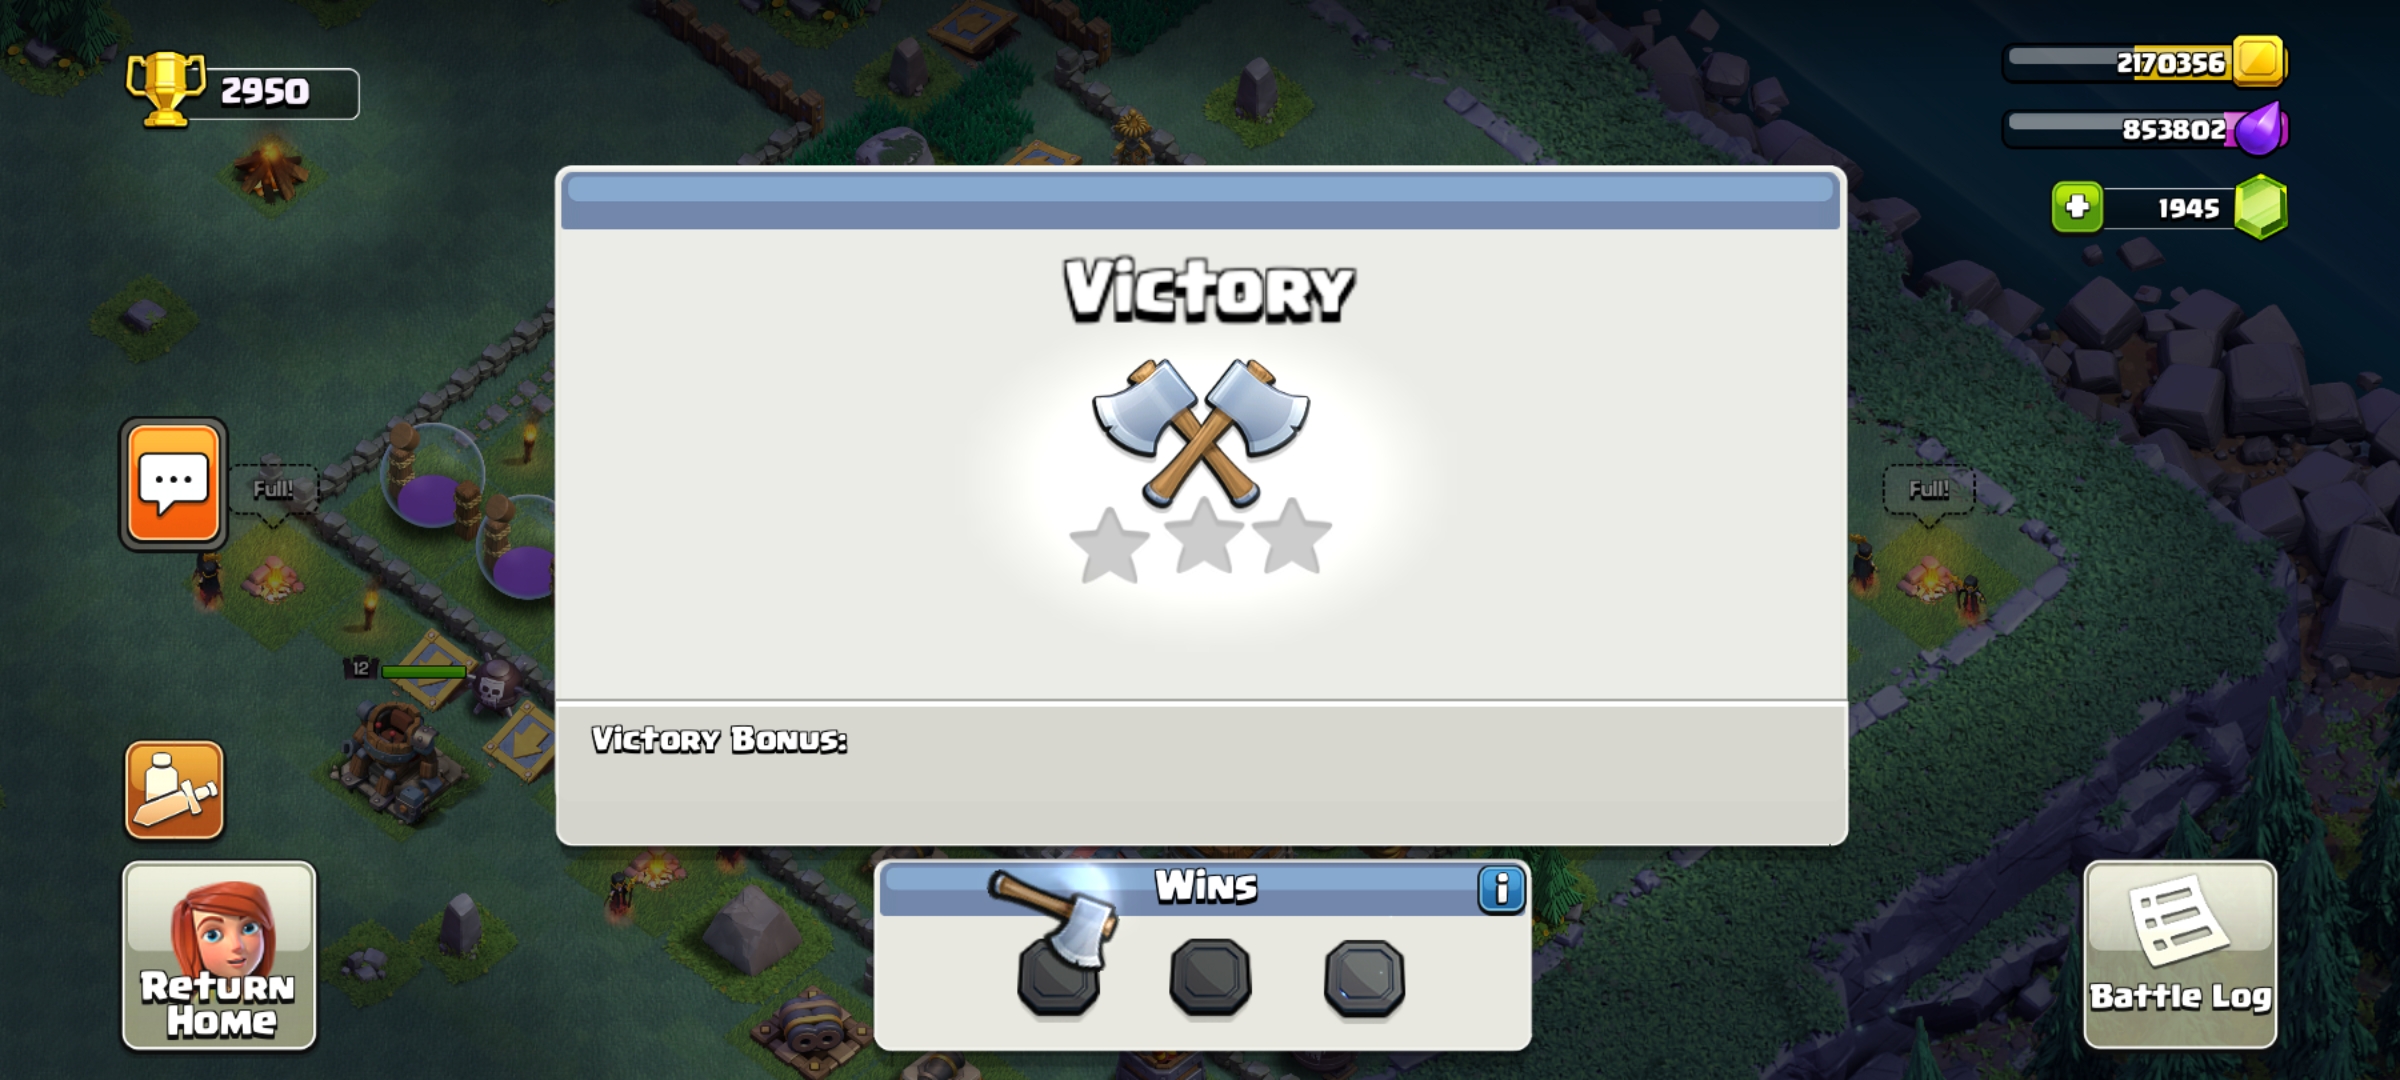 2950
2170356
853802
1945
Victory
Full!
Full!
12
Victory Bonus:
Wins
i
Return
Home
Battle Log